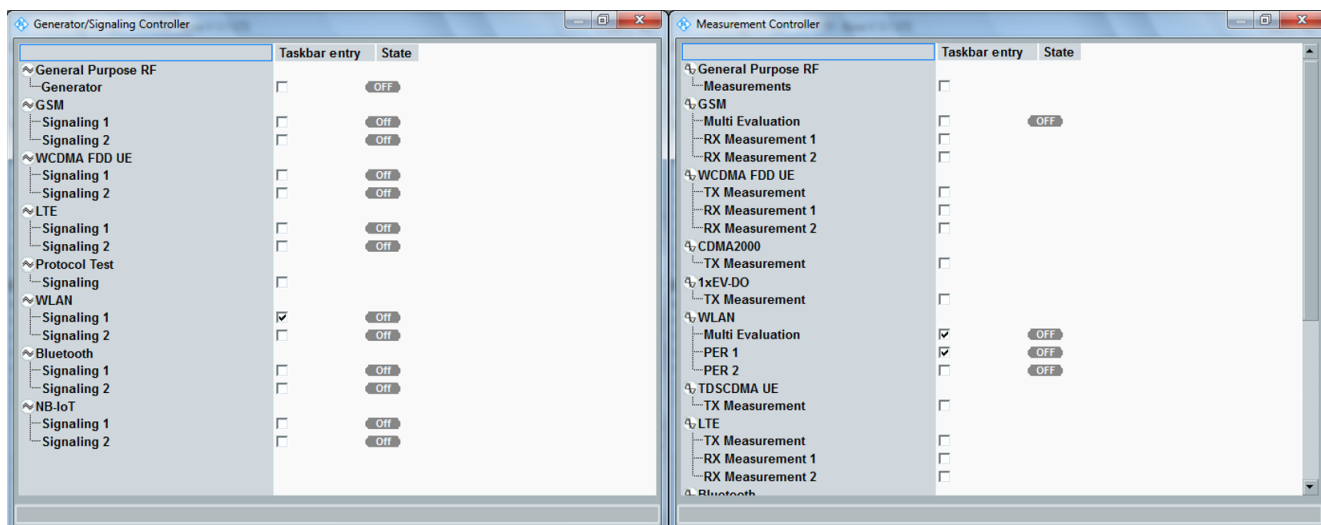 Generator/Signaling Controller
Taskbar entry State
General Purpose RF
Generator OFF
GSM
Signaling 1 Off
Signaling 2 Off
WCDMA FDD UE
Signaling 1 Off
Signaling 2 Off
LTE
Signaling 1 Off
Signaling 2 Off
Protocol Test
Signaling
WLAN
Signaling 1 Off
Signaling 2 Off
Bluetooth
Signaling 1 Off
Signaling 2 Off
NB-IoT
Signaling 1 Off
Signaling 2 Off
Measurement Controller
Taskbar entry State
General Purpose RF
Measurements
GSM
Multi Evaluation OFF
RX Measurement 1
RX Measurement 2
WCDMA FDD UE
TX Measurement
RX Measurement 1
RX Measurement 2
CDMA2000
TX Measurement
1xEV-DO
TX Measurement
WLAN
Multi Evaluation OFF
PER 1 OFF
PER 2 OFF
TDSCDMA UE
TX Measurement
LTE
TX Measurement
RX Measurement 1
RX Measurement 2
Bluetooth